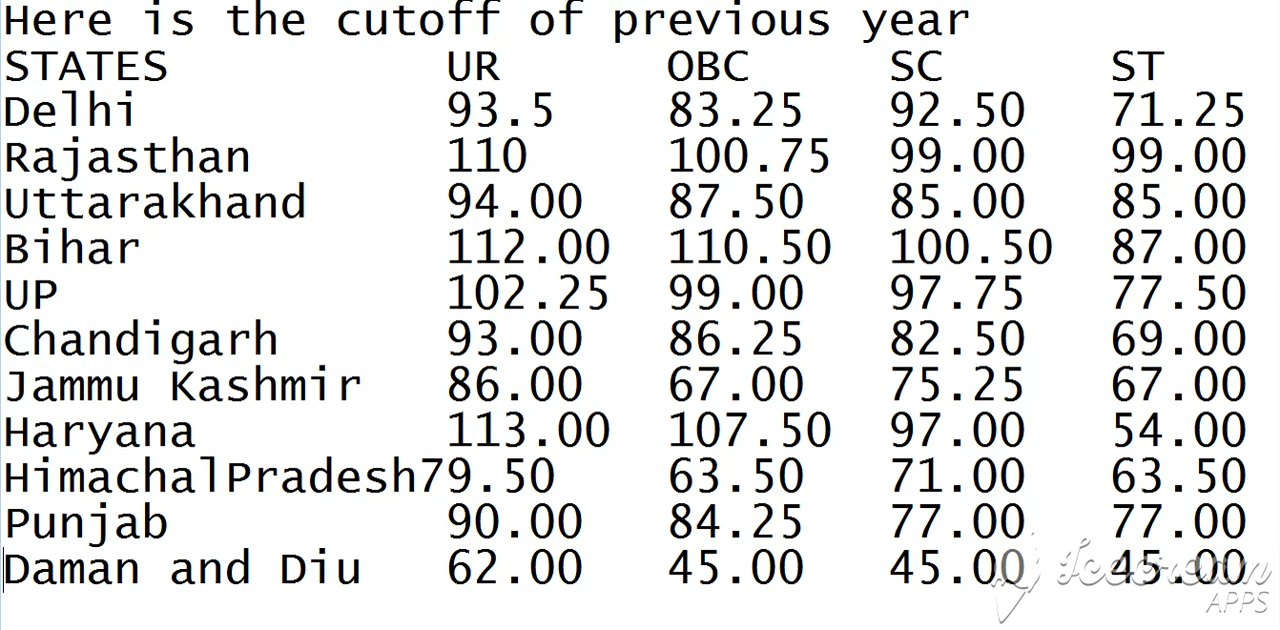 Here is the cutoff of previous year
STATES UR OBC SC ST
Delhi 93.5 83.25 92.50 71.25
Rajasthan 110 100.75 99.00 99.00
Uttarakhand 94.00 87.50 85.00 85.00
Bihar 112.00 110.50 100.50 87.00
UP 102.25 99.00 97.75 77.50
Chandigarh 93.00 86.25 82.50 69.00
Jammu Kashmir 86.00 67.00 75.25 67.00
Haryana 113.00 107.50 97.00 54.00
HimachalPradesh79.50 63.50 71.00 63.50
Punjab 90.00 84.25 77.00 77.00
Daman and Diu 62.00 45.00 45.00 45.00
Icecream
APPS